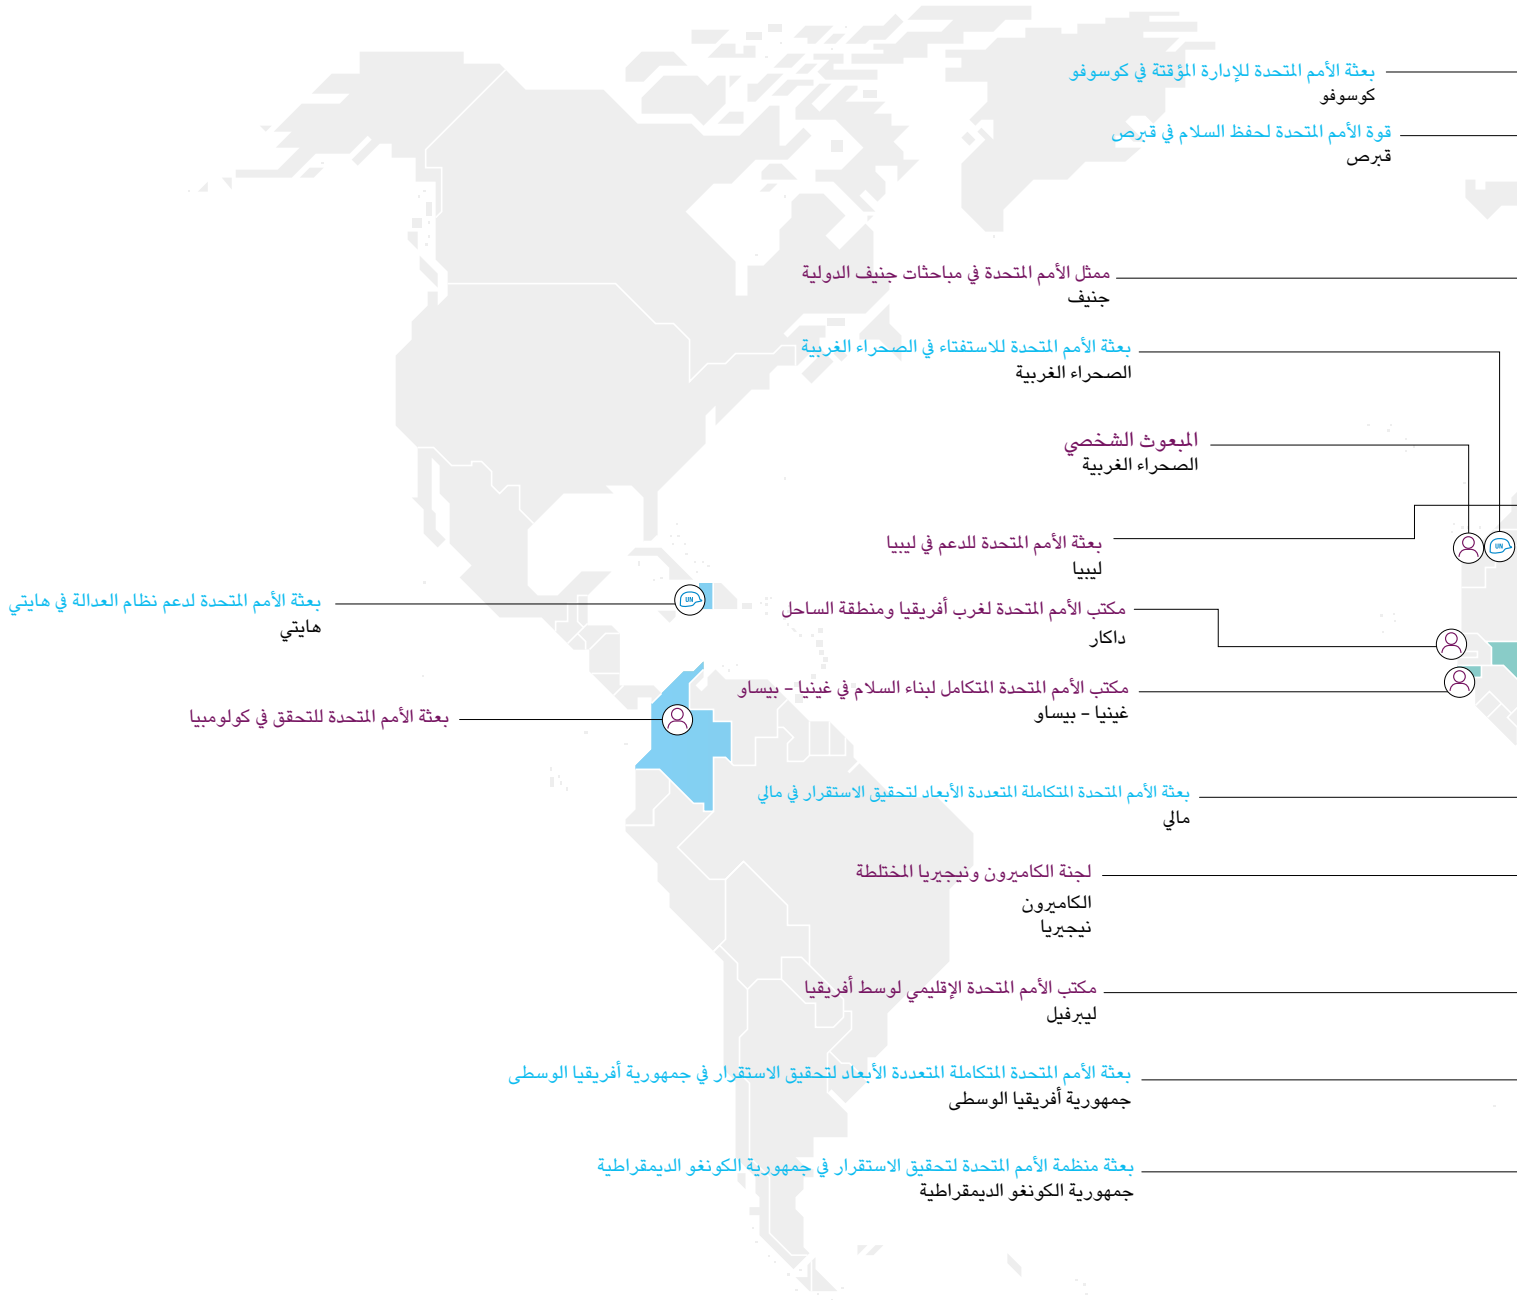 بعثة الأمم المتحدة للإدارة المؤقتة في كوسوفو
كوسوفو
قوة الأمم المتحدة لحفظ السلام في قبرص
قبرص
ممثل الأمم المتحدة في مباحثات جنيف الدولية
جنيف
بعثة الأمم المتحدة للاستفتاء في الصحراء الغربية
الصحراء الغربية
المبعوث الشخصي
الصحراء الغربية
UN
بعثة الأمم المتحدة للدعم في ليبيا
ليبيا
مكتب الأمم المتحدة لغرب أفريقيا ومنطقة الساحل
داكار
UN
بعثة الأمم المتحدة لدعم نظام العدالة في هايتي
هايتي
مكتب الأمم المتحدة المتكامل لبناء السلام في غينيا – بيساو
غينيا – بيساو
بعثة الأمم المتحدة للتحقق في كولومبيا
بعثة الأمم المتحدة المتكاملة المتعددة الأبعاد لتحقيق الاستقرار في مالي
مالي
لجنة الكاميرون ونيجيريا المختلطة
الكاميرون
نيجيريا
مكتب الأمم المتحدة الإقليمي لوسط أفريقيا
ليبرفيل
بعثة الأمم المتحدة المتكاملة المتعددة الأبعاد لتحقيق الاستقرار في جمهورية أفريقيا الوسطى
جمهورية أفريقيا الوسطى
بعثة منظمة الأمم المتحدة لتحقيق الاستقرار في جمهورية الكونغو الديمقراطية
جمهورية الكونغو الديمقراطية